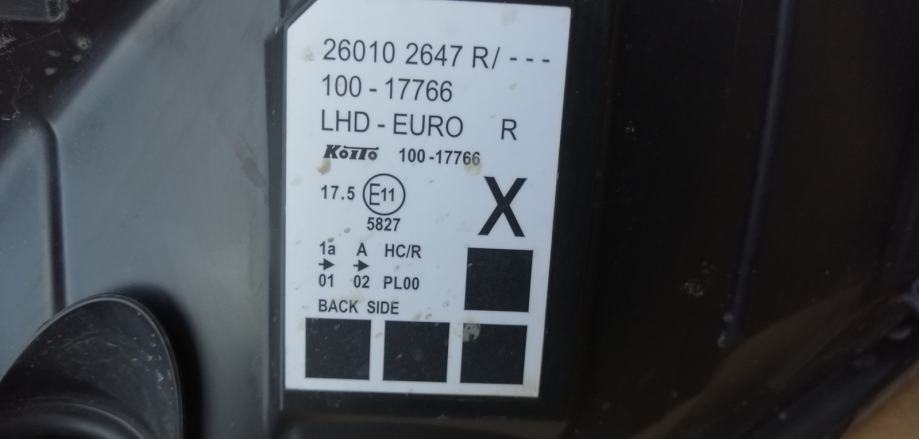 26010 2647 R/ - - -
100 - 17766
LHD - EURO R
KOITO 100-17766
17.5 E11 X
5827
1a A HC/R
→ →
01 02 PL00
BACK SIDE